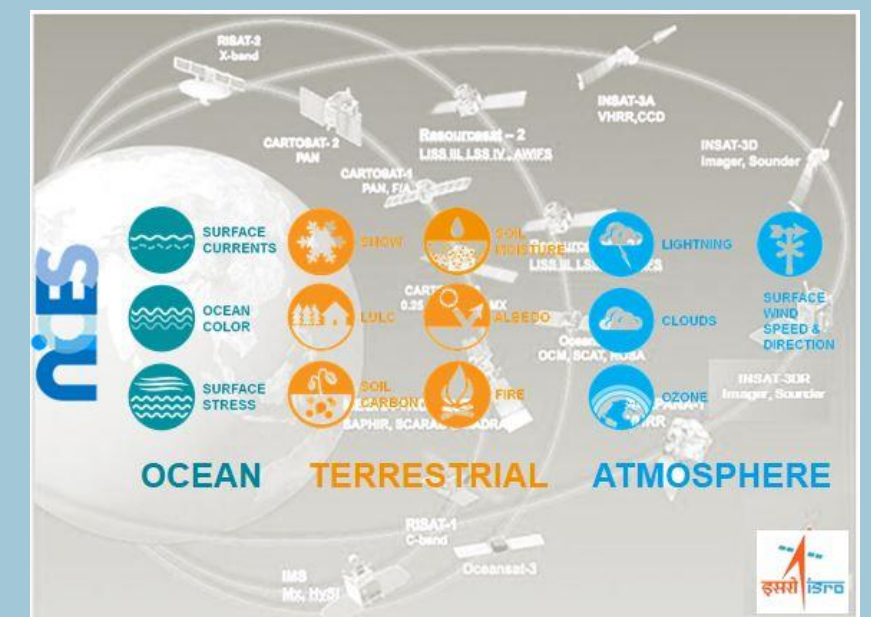 RISAT-2
X-band
CARTOSAT- 2
PAN
Resourcesat – 2
LISS III, LSS IV , AWIFS
CARTOSAT-1
PAN, F/A
INSAT-3A
VHRR,CCD
INSAT-3D
Imager, Sounder
NICES
SURFACE
CURRENTS
SNOW
SOIL
MOISTURE
LIGHTNING
OCEAN
COLOR
LULC
ALBEDO
CLOUDS
SURFACE
WIND
SPEED &
DIRECTION
OCM, SCAT, ROSA
INSAT-3DR
Imager, Sounder
SURFACE
STRESS
SOIL
CARBON
FIRE
OZONE
OCEAN
TERRESTRIAL
ATMOSPHERE
RISAT-1
C-band
Oceansat-3
IMS
Mx, HySI
इसरो isro